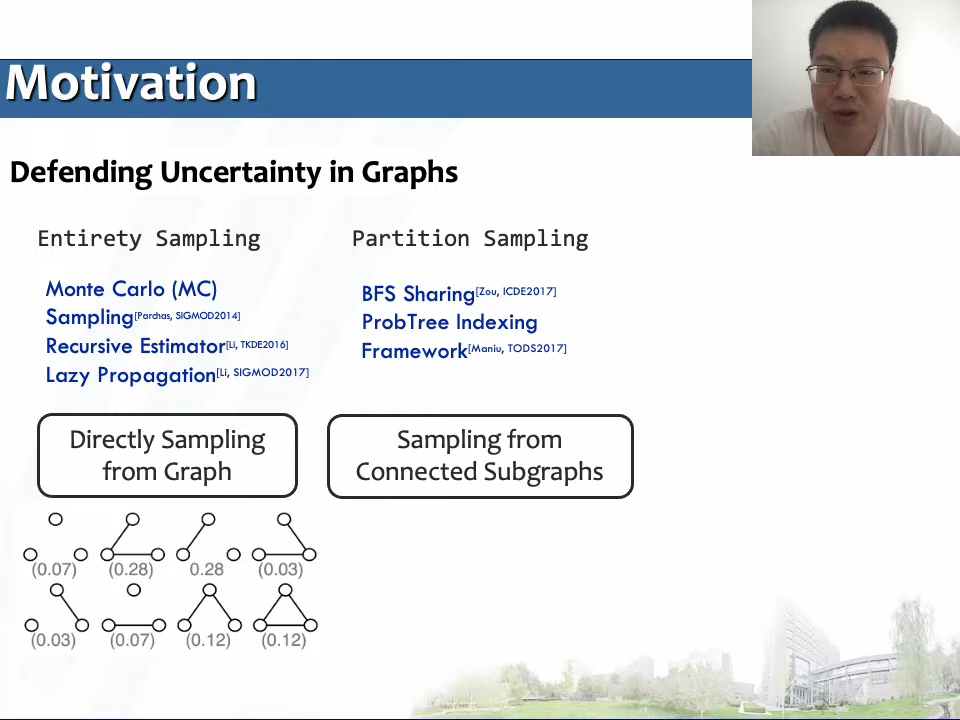 Motivation
Defending Uncertainty in Graphs
Entirety Sampling
Monte Carlo (MC)
Sampling[Parchas, SIGMOD2014]
Recursive Estimator[Li, TKDE2016]
Lazy Propagation[Li, SIGMOD2017]
Directly Sampling
from Graph
(0.07) (0.28) 0.28 (0.03)
(0.03) (0.07) (0.12) (0.12)
Partition Sampling
BFS Sharing[Zou, ICDE2017]
ProbTree Indexing
Framework[Maniu, TODS2017]
Sampling from
Connected Subgraphs